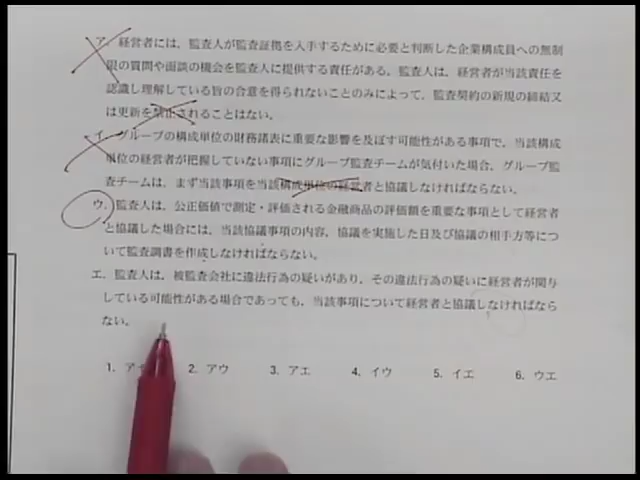 ア. 経営者には，監査人が監査証拠を入手するために必要と判断した企業構成員への無制
限の質問や面談の機会を監査人に提供する責任がある。監査人は，経営者が当該責任を
認識し理解している旨の合意を得られないことのみによって，監査契約の新規の締結又
は更新を禁止されることはない。
イ. グループの構成単位の財務諸表に重要な影響を及ぼす可能性がある事項で，当該構成
単位の経営者が把握していない事項にグループ監査チームが気付いた場合，グループ監
査チームは，まず当該事項を当該構成単位の経営者と協議しなければならない。
ウ. 監査人は，公正価値で測定・評価される金融商品の評価額を重要な事項として経営者
と協議した場合には，当該協議事項の内容，協議を実施した日及び協議の相手方等につ
いて監査調書を作成しなければならない。
エ. 監査人は，被監査会社に違法行為の疑いがあり，その違法行為の疑いに経営者が関与
している可能性がある場合であっても，当該事項について経営者と協議しなければなら
ない。
1. アイ 2. アウ 3. アエ 4. イウ 5. イエ 6. ウエ